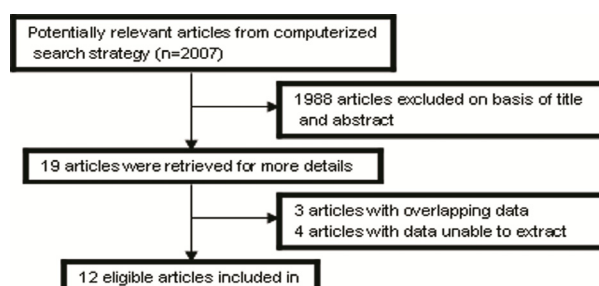 Potentially relevant articles from computerized
search strategy (n=2007)
1988 articles excluded on basis of title
and abstract
19 articles were retrieved for more details
3 articles with overlapping data
4 articles with data unable to extract
12 eligible articles included in